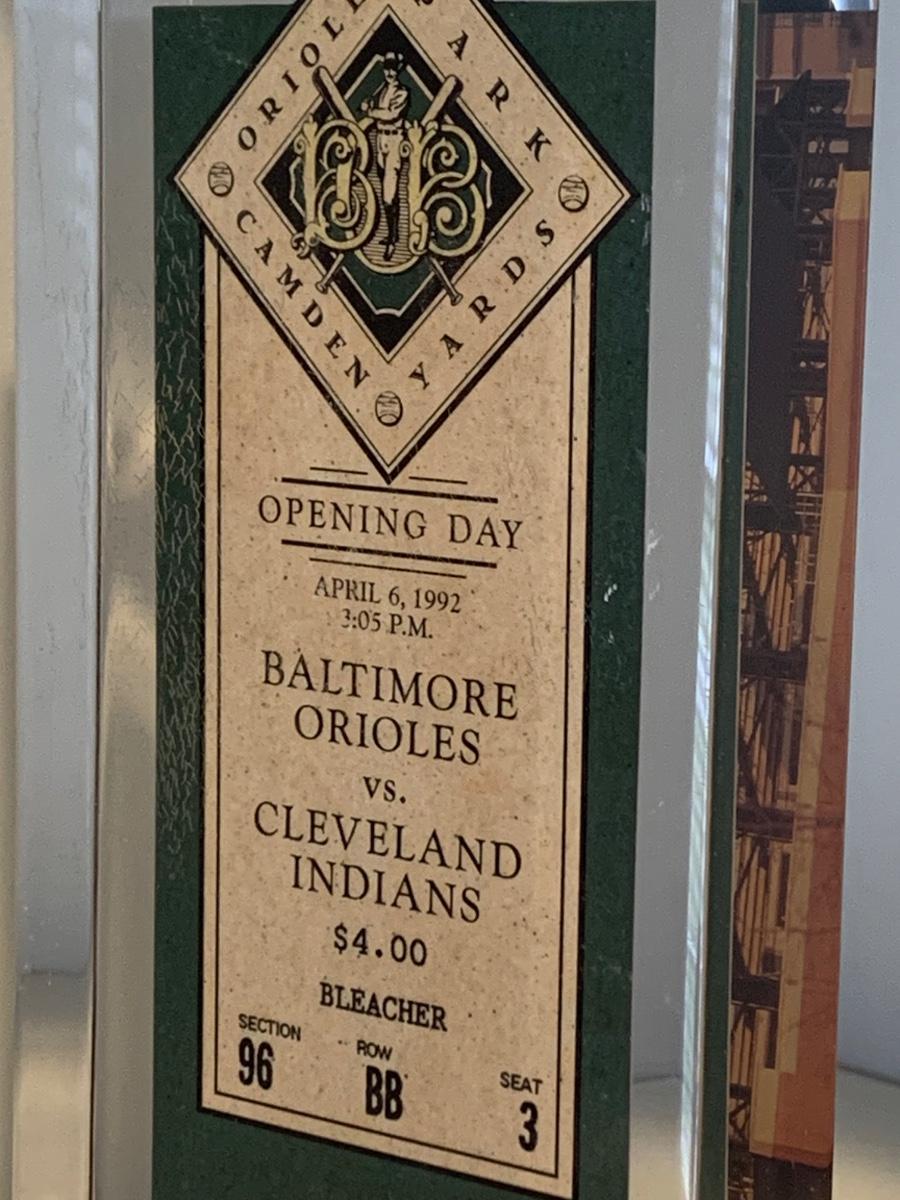 ORIOLE PARK
CAMDEN YARDS
OPENING DAY
APRIL 6, 1992
3:05 P.M.
BALTIMORE
ORIOLES
vs.
CLEVELAND
INDIANS
$4.00
BLEACHER
SECTION ROW SEAT
96 BB 3